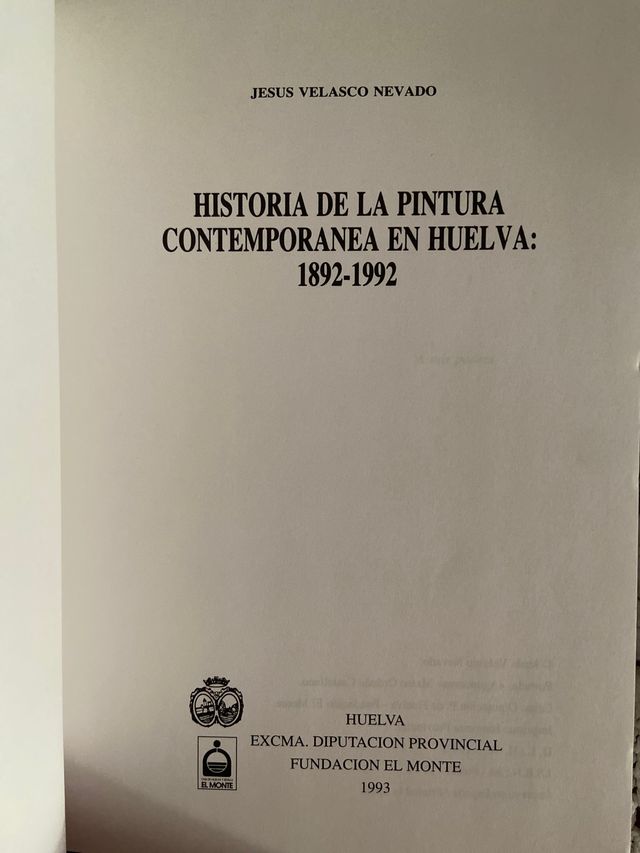 JESUS VELASCO NEVADO
HISTORIA DE LA PINTURA
CONTEMPORANEA EN HUELVA:
1892-1992
HUELVA
EXCMA. DIPUTACION PROVINCIAL
FUNDACION EL MONTE
1993
EL MONTE